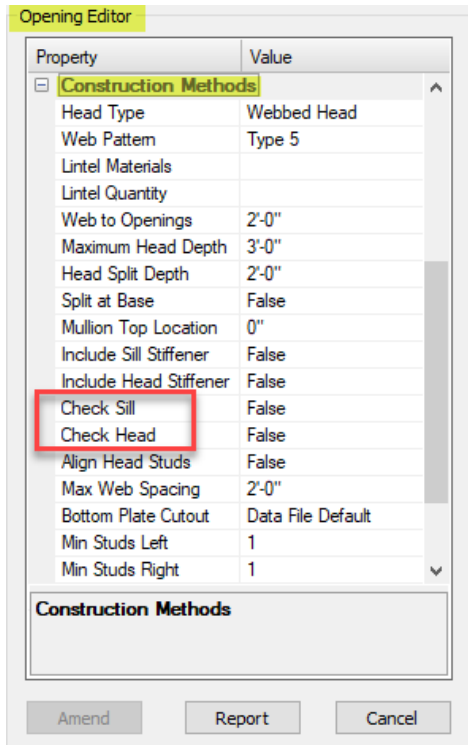 Opening Editor
Property Value
Construction Methods
Head Type Webbed Head
Web Pattern Type 5
Lintel Materials
Lintel Quantity
Web to Openings 2'-0"
Maximum Head Depth 3'-0"
Head Split Depth 2'-0"
Split at Base False
Mullion Top Location 0"
Include Sill Stiffener False
Include Head Stiffener False
Check Sill False
Check Head False
Align Head Studs False
Max Web Spacing 2'-0"
Bottom Plate Cutout Data File Default
Min Studs Left 1
Min Studs Right 1
Construction Methods
Amend Report Cancel